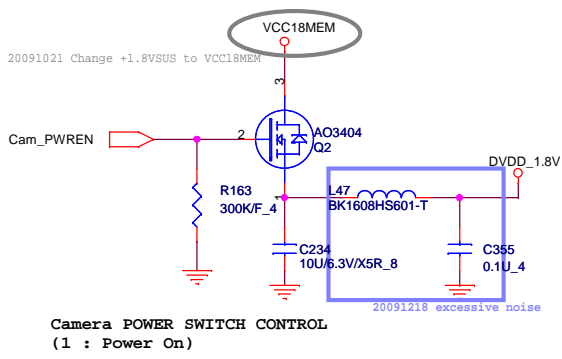 VCC18MEM
20091021 Change +1.8VSUS to VCC18MEM
3
Cam_PWREN
2
AO3404
Q2
DVDD_1.8V
R163
300K/F_4
1
L47
BK1608HS601-T
C234
10U/6.3V/X5R_8
C355
0.1U_4
20091218 excessive noise
Camera POWER SWITCH CONTROL
(1 : Power On)